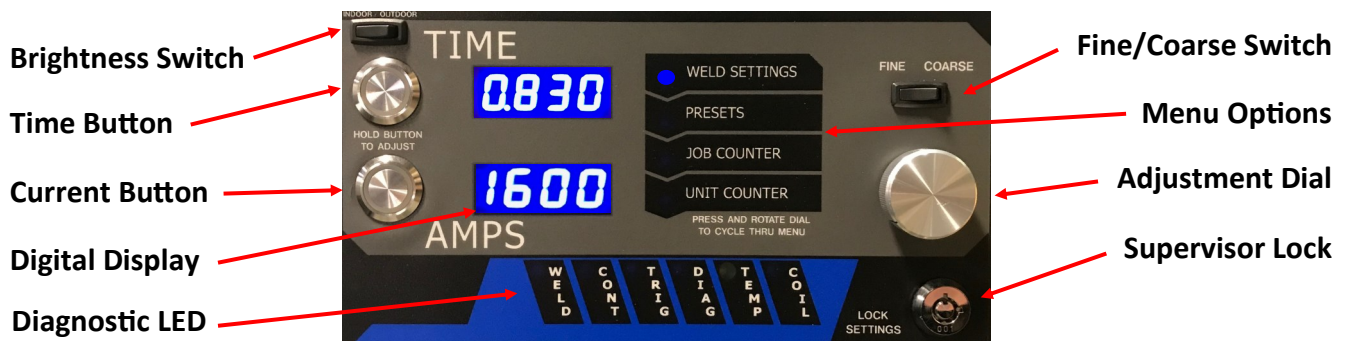 Brightness Switch
Time Button
Current Button
Digital Display
Diagnostic LED
INDOOR / OUTDOOR
TIME
0.830
HOLD BUTTON
TO ADJUST
1600
AMPS
WELD SETTINGS
PRESETS
JOB COUNTER
UNIT COUNTER
PRESS AND ROTATE DIAL
TO CYCLE THRU MENU
FINE COARSE
WELD
CONT
TRIG
DIAG
TEMP
COIL
LOCK
SETTINGS
001
Fine/Coarse Switch
Menu Options
Adjustment Dial
Supervisor Lock